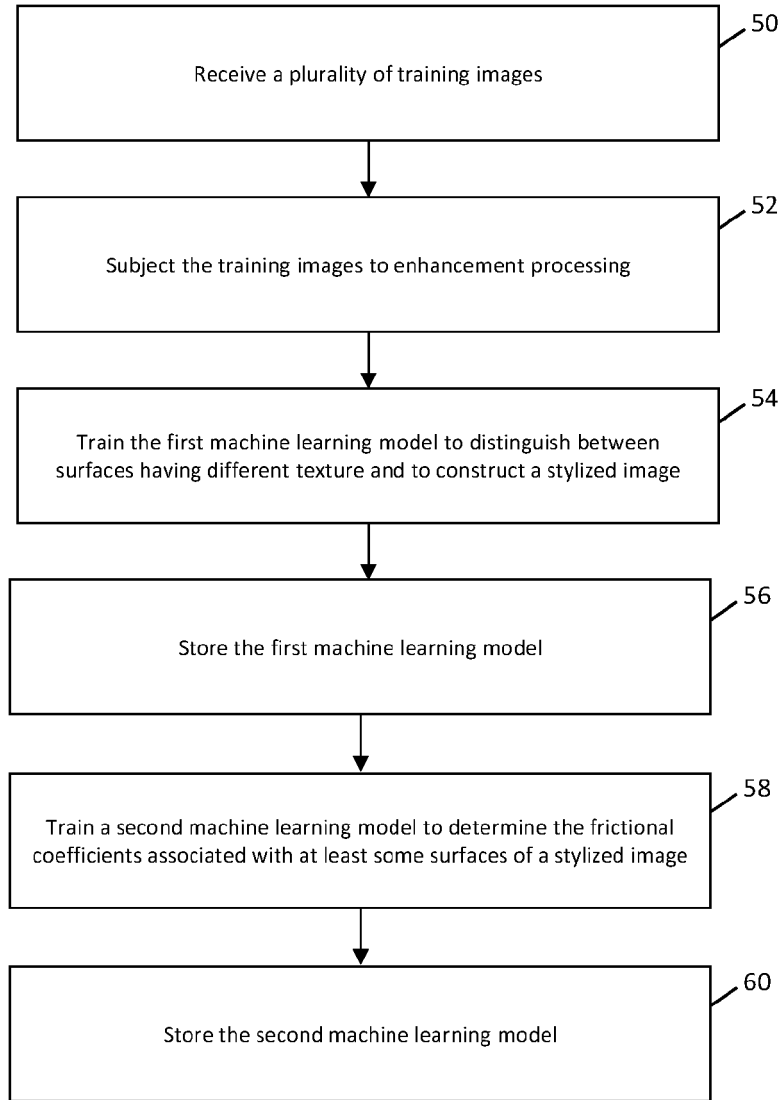 50
Receive a plurality of training images
52
Subject the training images to enhancement processing
54
Train the first machine learning model to distinguish between
surfaces having different texture and to construct a stylized image
56
Store the first machine learning model
58
Train a second machine learning model to determine the frictional
coefficients associated with at least some surfaces of a stylized image
60
Store the second machine learning model